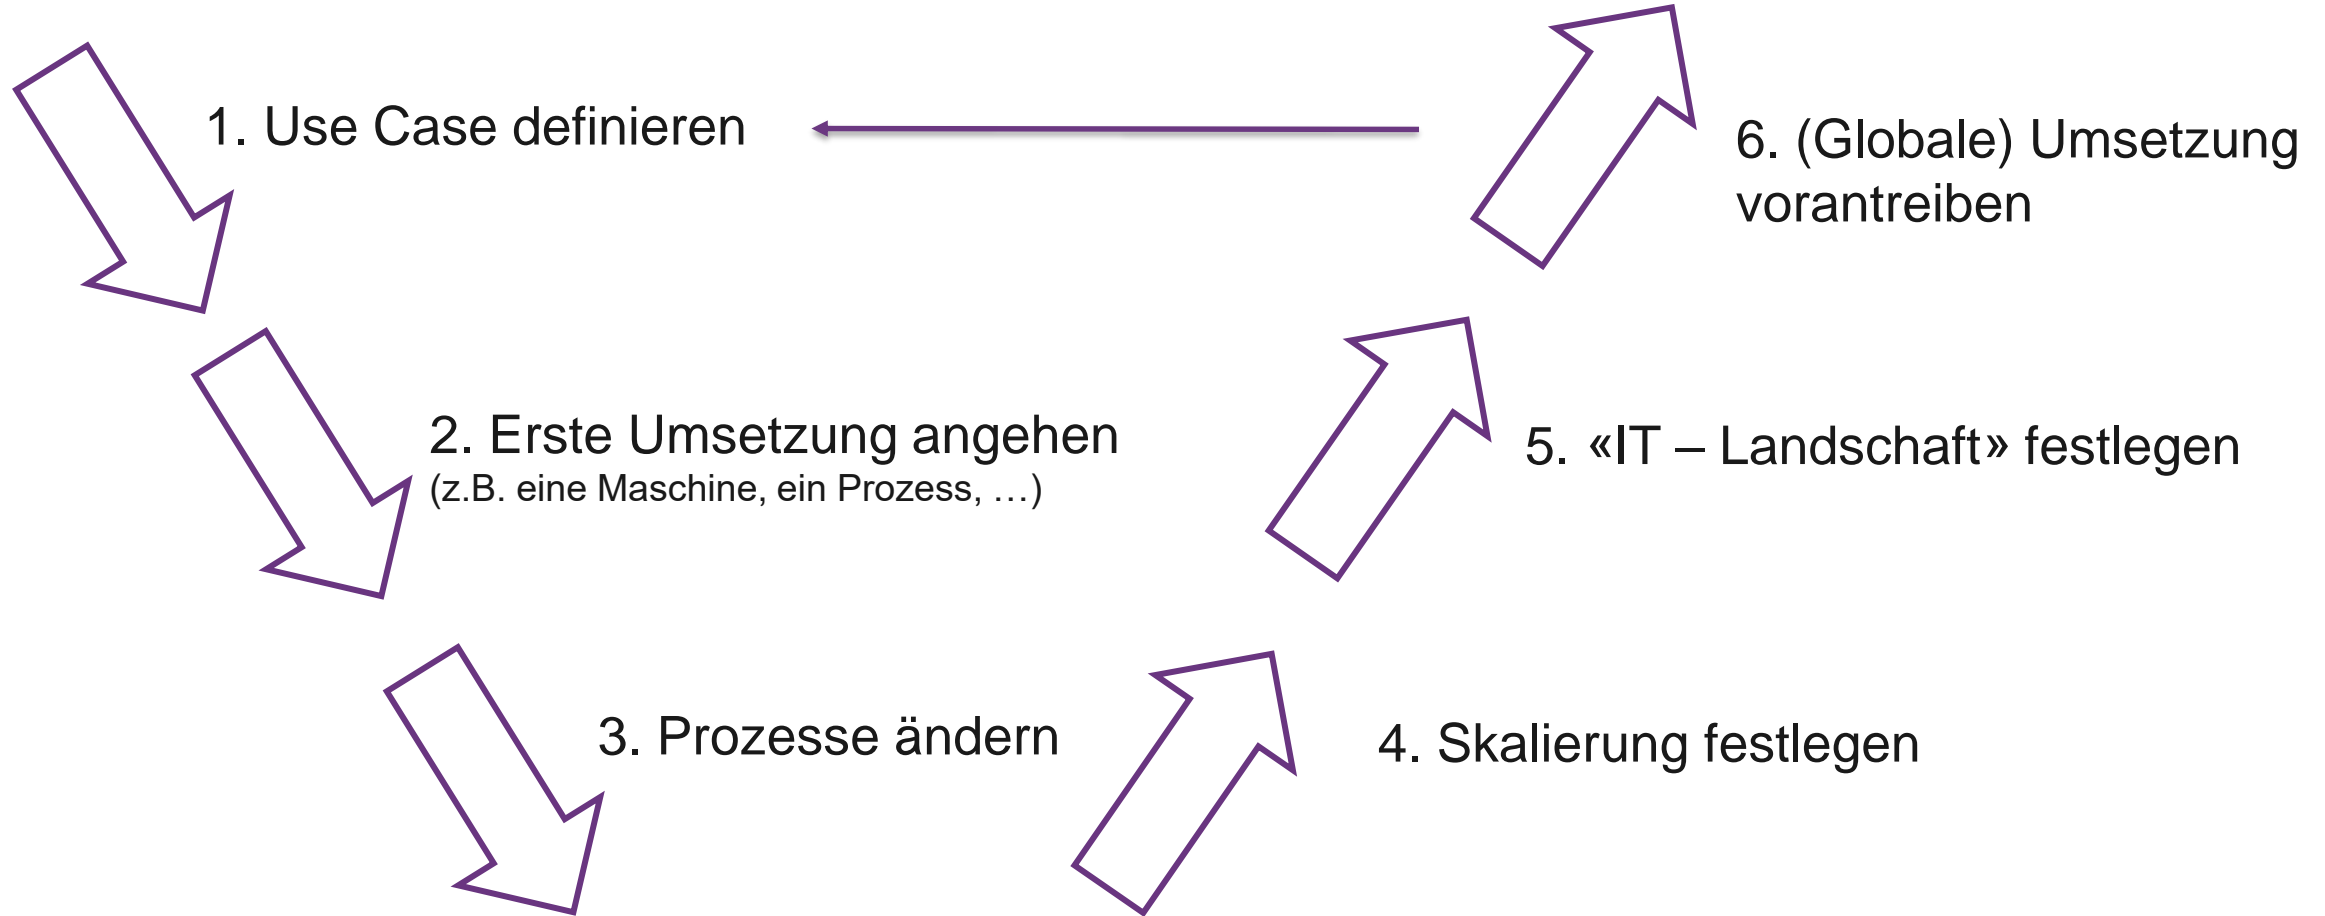 1. Use Case definieren
2. Erste Umsetzung angehen
(z.B. eine Maschine, ein Prozess, …)
3. Prozesse ändern
4. Skalierung festlegen
5. «IT – Landschaft» festlegen
6. (Globale) Umsetzung
vorantreiben